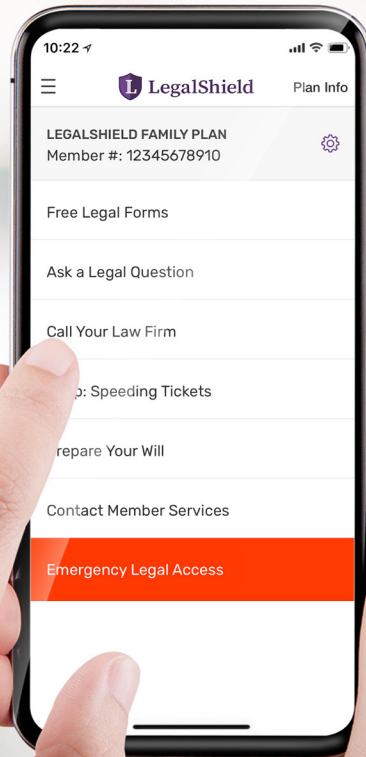 10:22
LegalShield
Plan Info
LEGALSHIELD FAMILY PLAN
Member #: 12345678910
Free Legal Forms
Ask a Legal Question
Call Your Law Firm
Speeding Tickets
Prepare Your Will
Contact Member Services
Emergency Legal Access